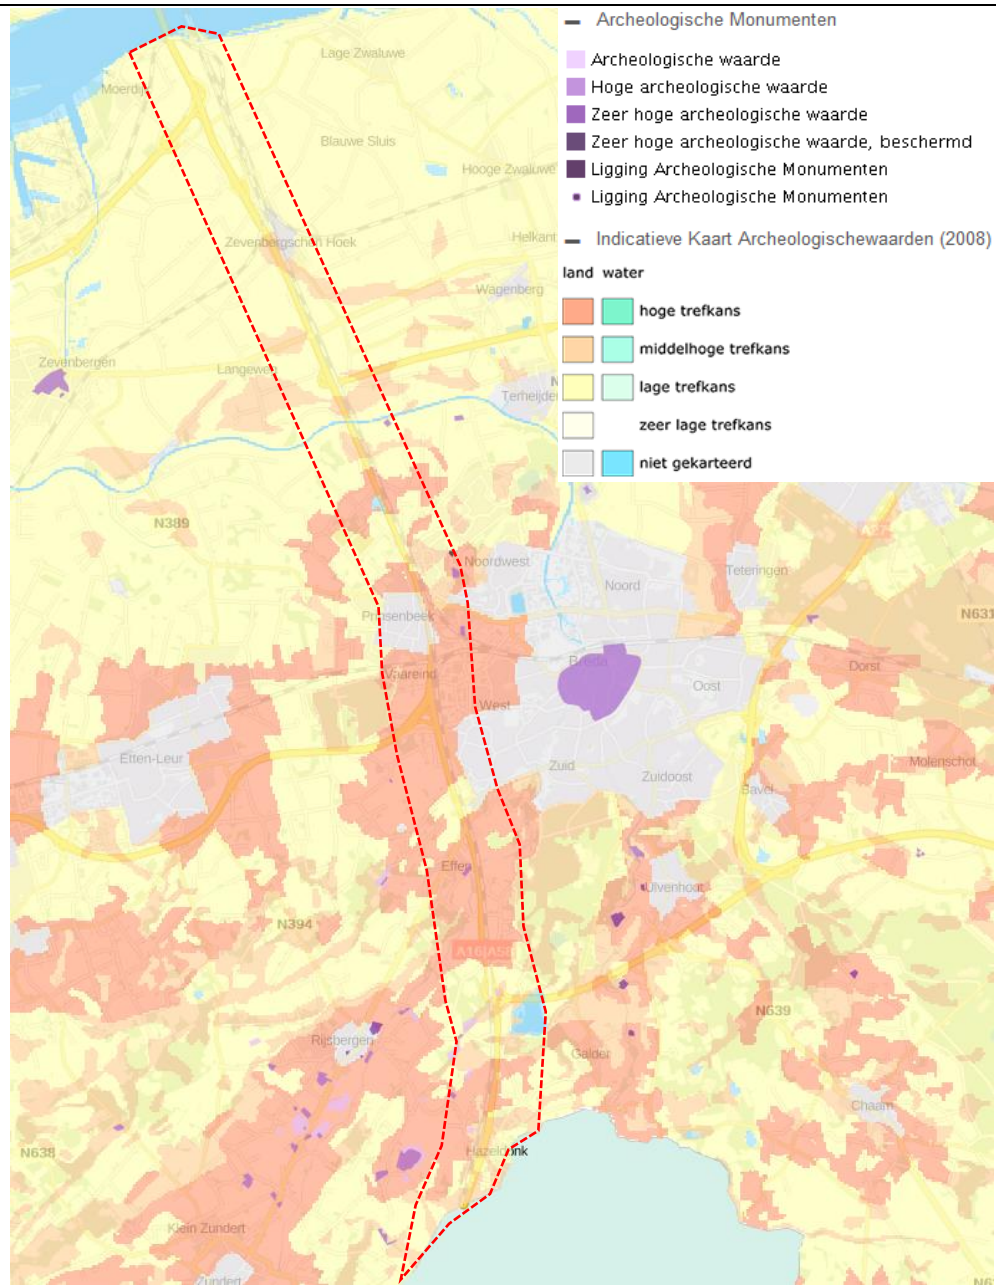 Archeologische Monumenten
Archeologische waarde
Hoge archeologische waarde
Zeer hoge archeologische waarde
Zeer hoge archeologische waarde, beschermd
Ligging Archeologische Monumenten
Ligging Archeologische Monumenten
Indicatieve Kaart Archeologischewaarden (2008)
land water
hoge trefkans
middelhoge trefkans
lage trefkans
zeer lage trefkans
niet gekarteerd
Lage Zwaluwe
Moerdijk
Blauwe Sluis
Hooge Zwaluwe
Helkant
Zevenbergschen Hoek
Wagenberg
Zevenbergen
Langeweg
Terheijden
N389
Noordwest
Noord
Teteringen
Prinsenbeek
N631
Breda
Vaareind
Dorst
Oost
West
Etten-Leur
Zuid
Zuidoost
Molenschot
Bavel
Effen
Ulvenhout
N394
A16|A58
N639
Rijsbergen
Galder
Chaam
N638
Hazeldonk
Klein Zundert
Zundert